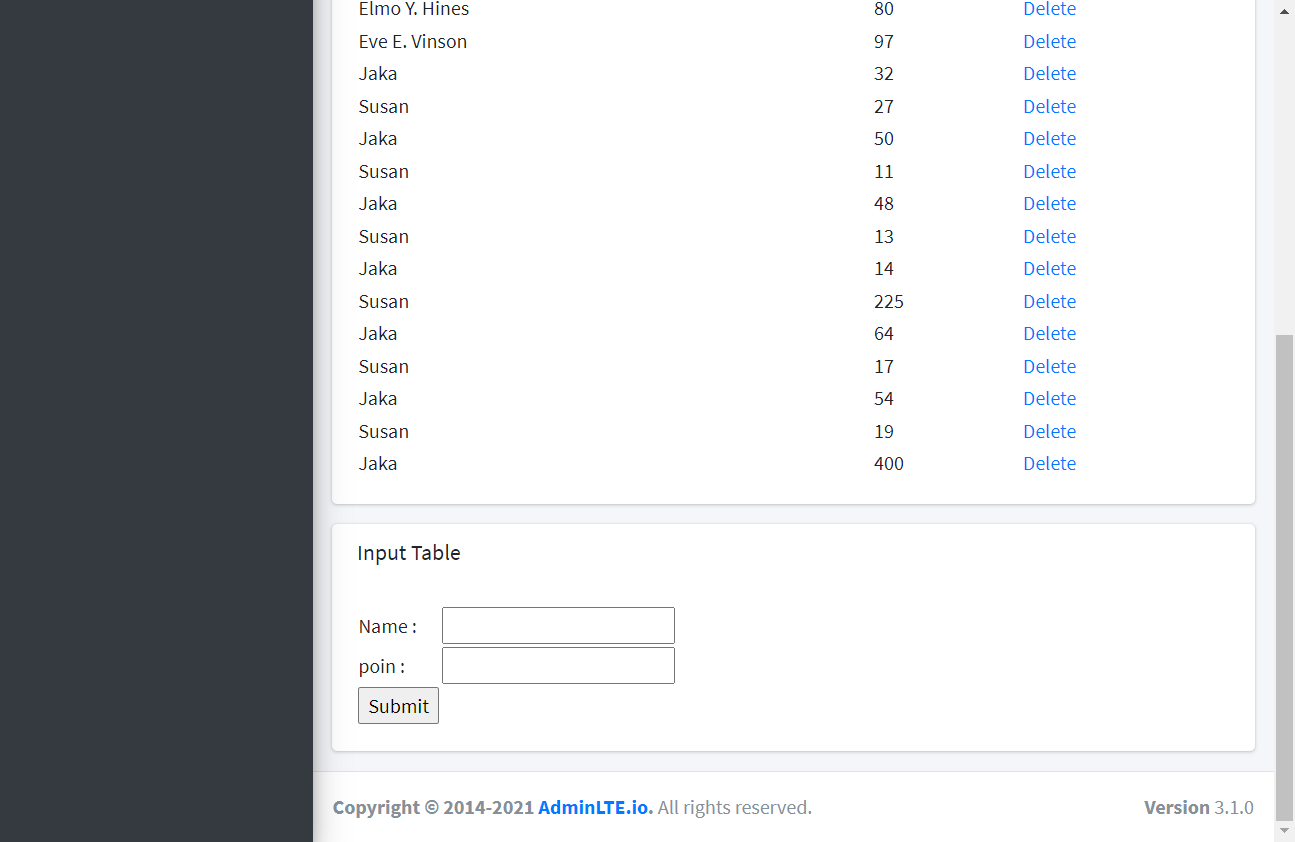 Elmo Y. Hines 80 Delete
Eve E. Vinson 97 Delete
Jaka 32 Delete
Susan 27 Delete
Jaka 50 Delete
Susan 11 Delete
Jaka 48 Delete
Susan 13 Delete
Jaka 14 Delete
Susan 225 Delete
Jaka 64 Delete
Susan 17 Delete
Jaka 54 Delete
Susan 19 Delete
Jaka 400 Delete
Input Table
Name :
poin :
Submit
Copyright © 2014-2021 AdminLTE.io. All rights reserved. Version 3.1.0